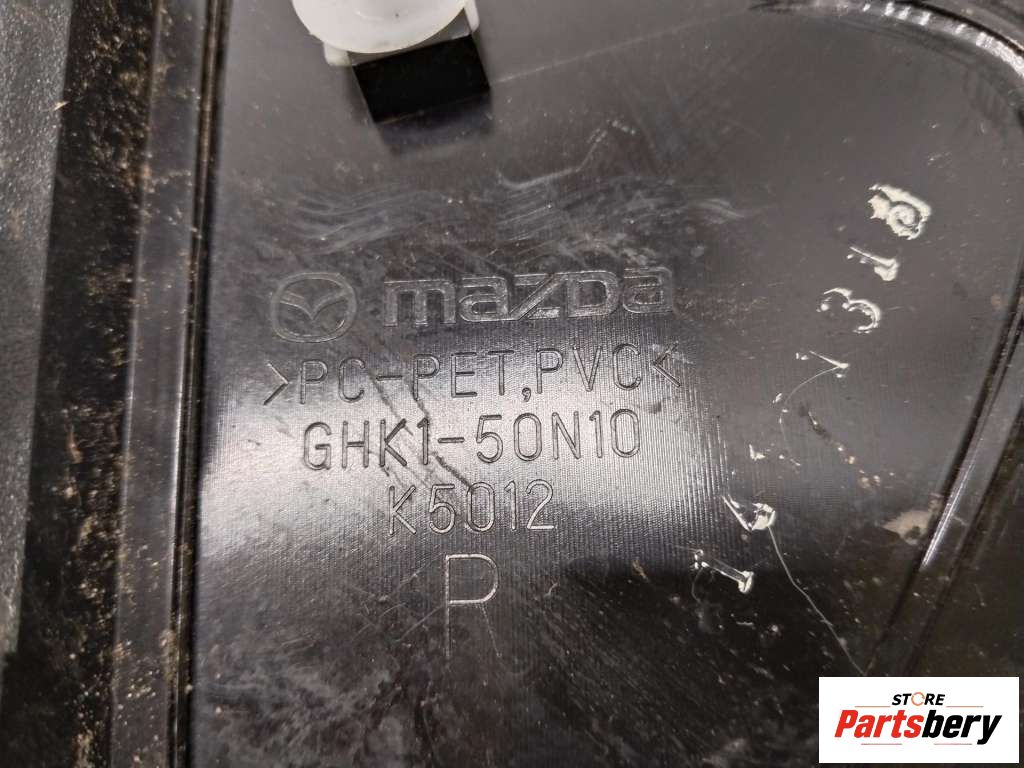 mazda
>PC-PET,PVC<
GHK1-50N10
K5012
P
STORE
Partsbery